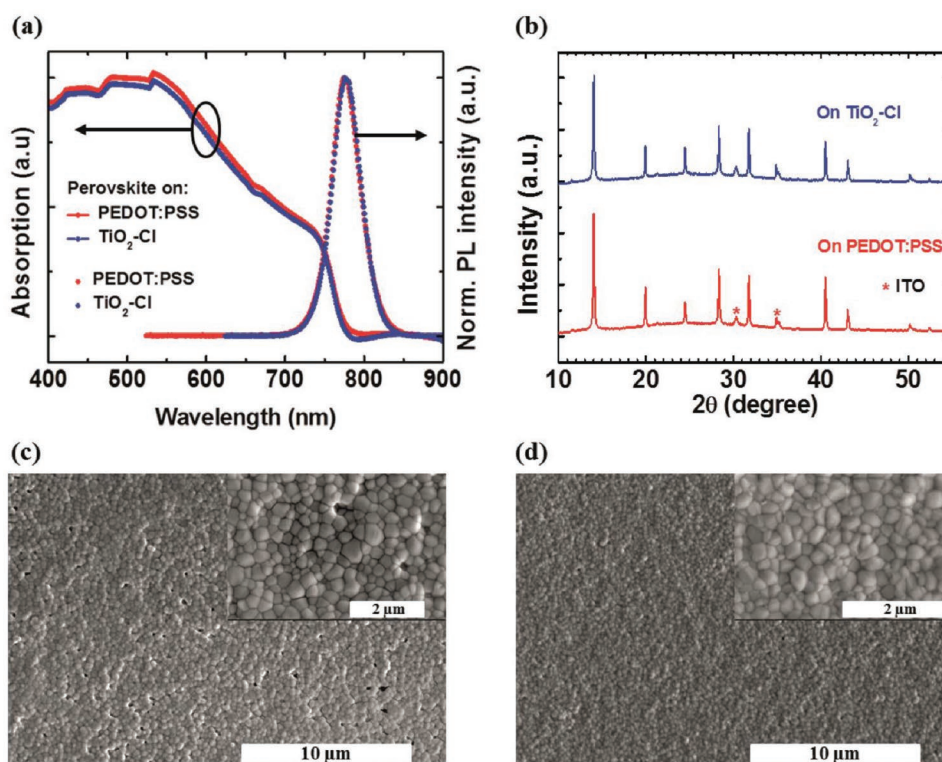 (a)
Absorption (a.u)
Perovskite on:
PEDOT:PSS
TiO₂-Cl
PEDOT:PSS
TiO₂-Cl
Norm. PL intensity (a.u.)
400 500 600 700 800 900
Wavelength (nm)
(b)
Intensity (a.u.)
On TiO₂-Cl
On PEDOT:PSS
* ITO
* *
10 20 30 40 50
2θ (degree)
(c)
2 µm
10 µm
(d)
2 µm
10 µm